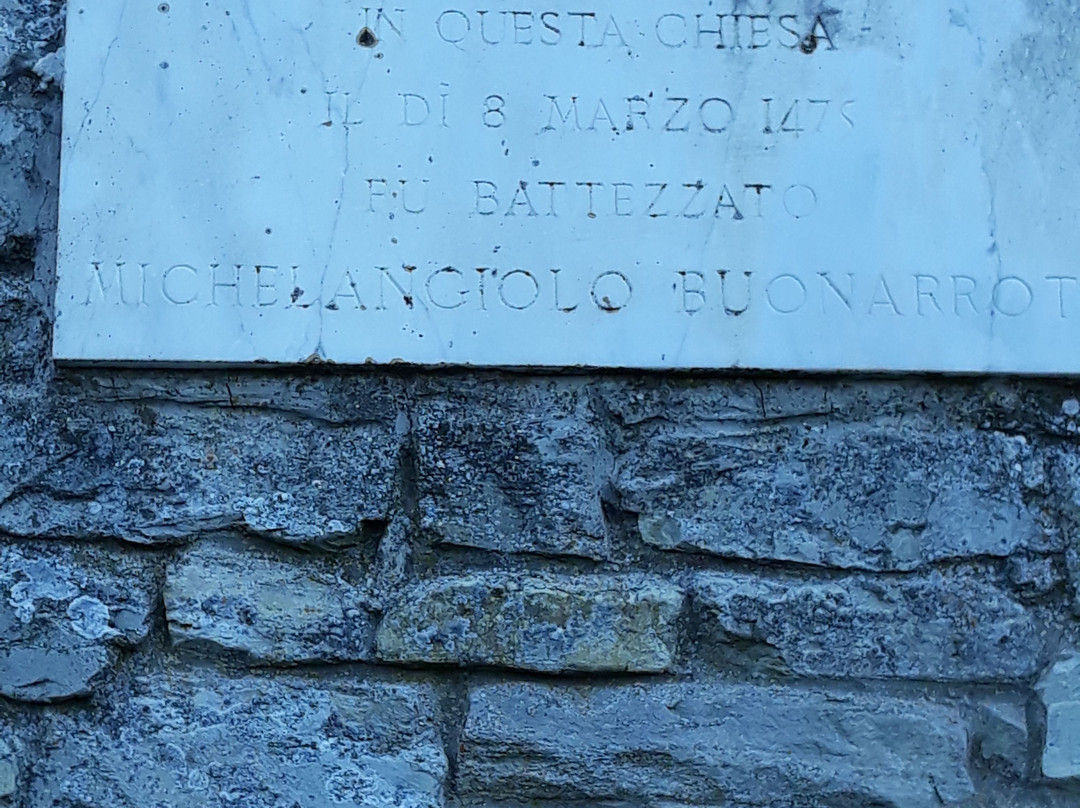 IN QUESTA CHIESA
IL DÌ 8 MARZO 1475
FU BATTEZZATO
MICHELANGIOLO BUONARROT